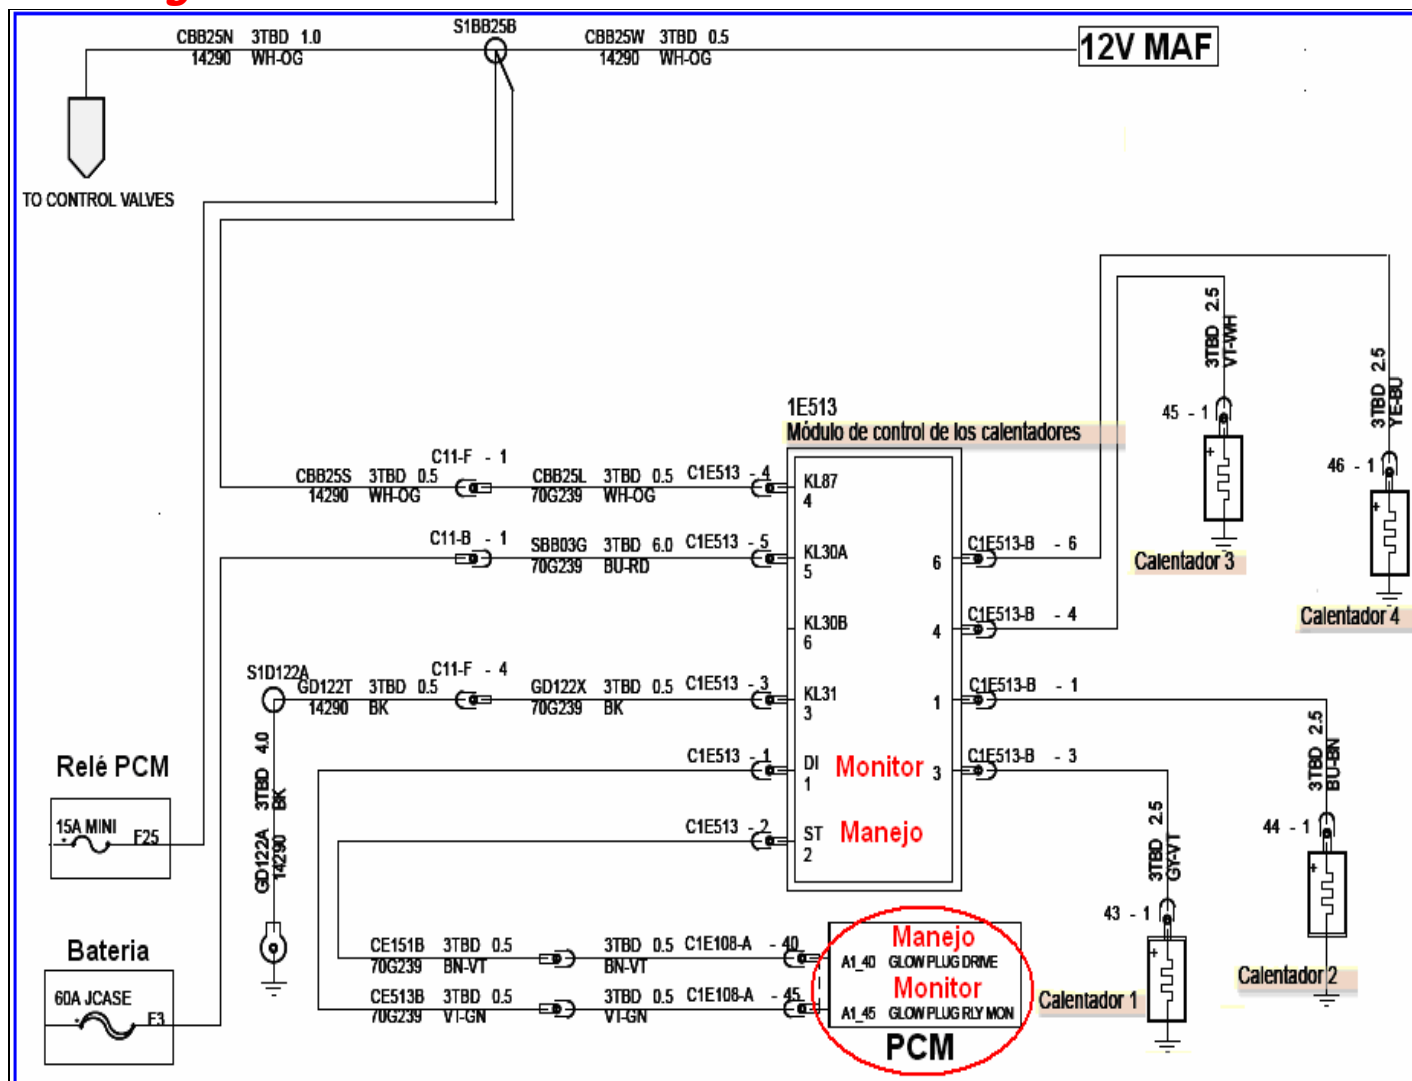 CBB25N 3TBD 1.0
14290 WH-OG
S1BB25B
CBB25W 3TBD 0.5
14290 WH-OG
12V MAF
TO CONTROL VALVES
3TBD 2.5
VT-WH
3TBD 2.5
YE-BU
45 - 1
46 - 1
1E513
Módulo de control de los calentadores
C11-F - 1
CBB25S 3TBD 0.5
14290 WH-OG
CBB25L 3TBD 0.5
70G239 WH-OG
C1E513 - 4
KL87
4
C11-B - 1
SBB03G 3TBD 6.0
70G239 BU-RD
C1E513 - 5
KL30A
5
6
C1E513-B - 6
Calentador 3
Calentador 4
KL30B
6
4
C1E513-B - 4
S1D122A
C11-F - 4
GD122T 3TBD 0.5
14290 BK
GD122X 3TBD 0.5
70G239 BK
C1E513 - 3
KL31
3
1
C1E513-B - 1
GD122A 3TBD 4.0
14290 BK
3TBD 2.5
BU-BN
Relé PCM
15A MINI
F25
C1E513 - 1
DI
1
Monitor
3
C1E513-B - 3
C1E513 - 2
ST
2
Manejo
3TBD 2.5
GY-VT
44 - 1
43 - 1
Bateria
60A JCASE
F3
CE151B 3TBD 0.5
70G239 BN-VT
3TBD 0.5
BN-VT
C1E108-A - 40
Manejo
A1_40 GLOW PLUG DRIVE
CE513B 3TBD 0.5
70G239 VT-GN
3TBD 0.5
VT-GN
C1E108-A - 45
Monitor
A1_45 GLOW PLUG RLY MON
PCM
Calentador 1
Calentador 2